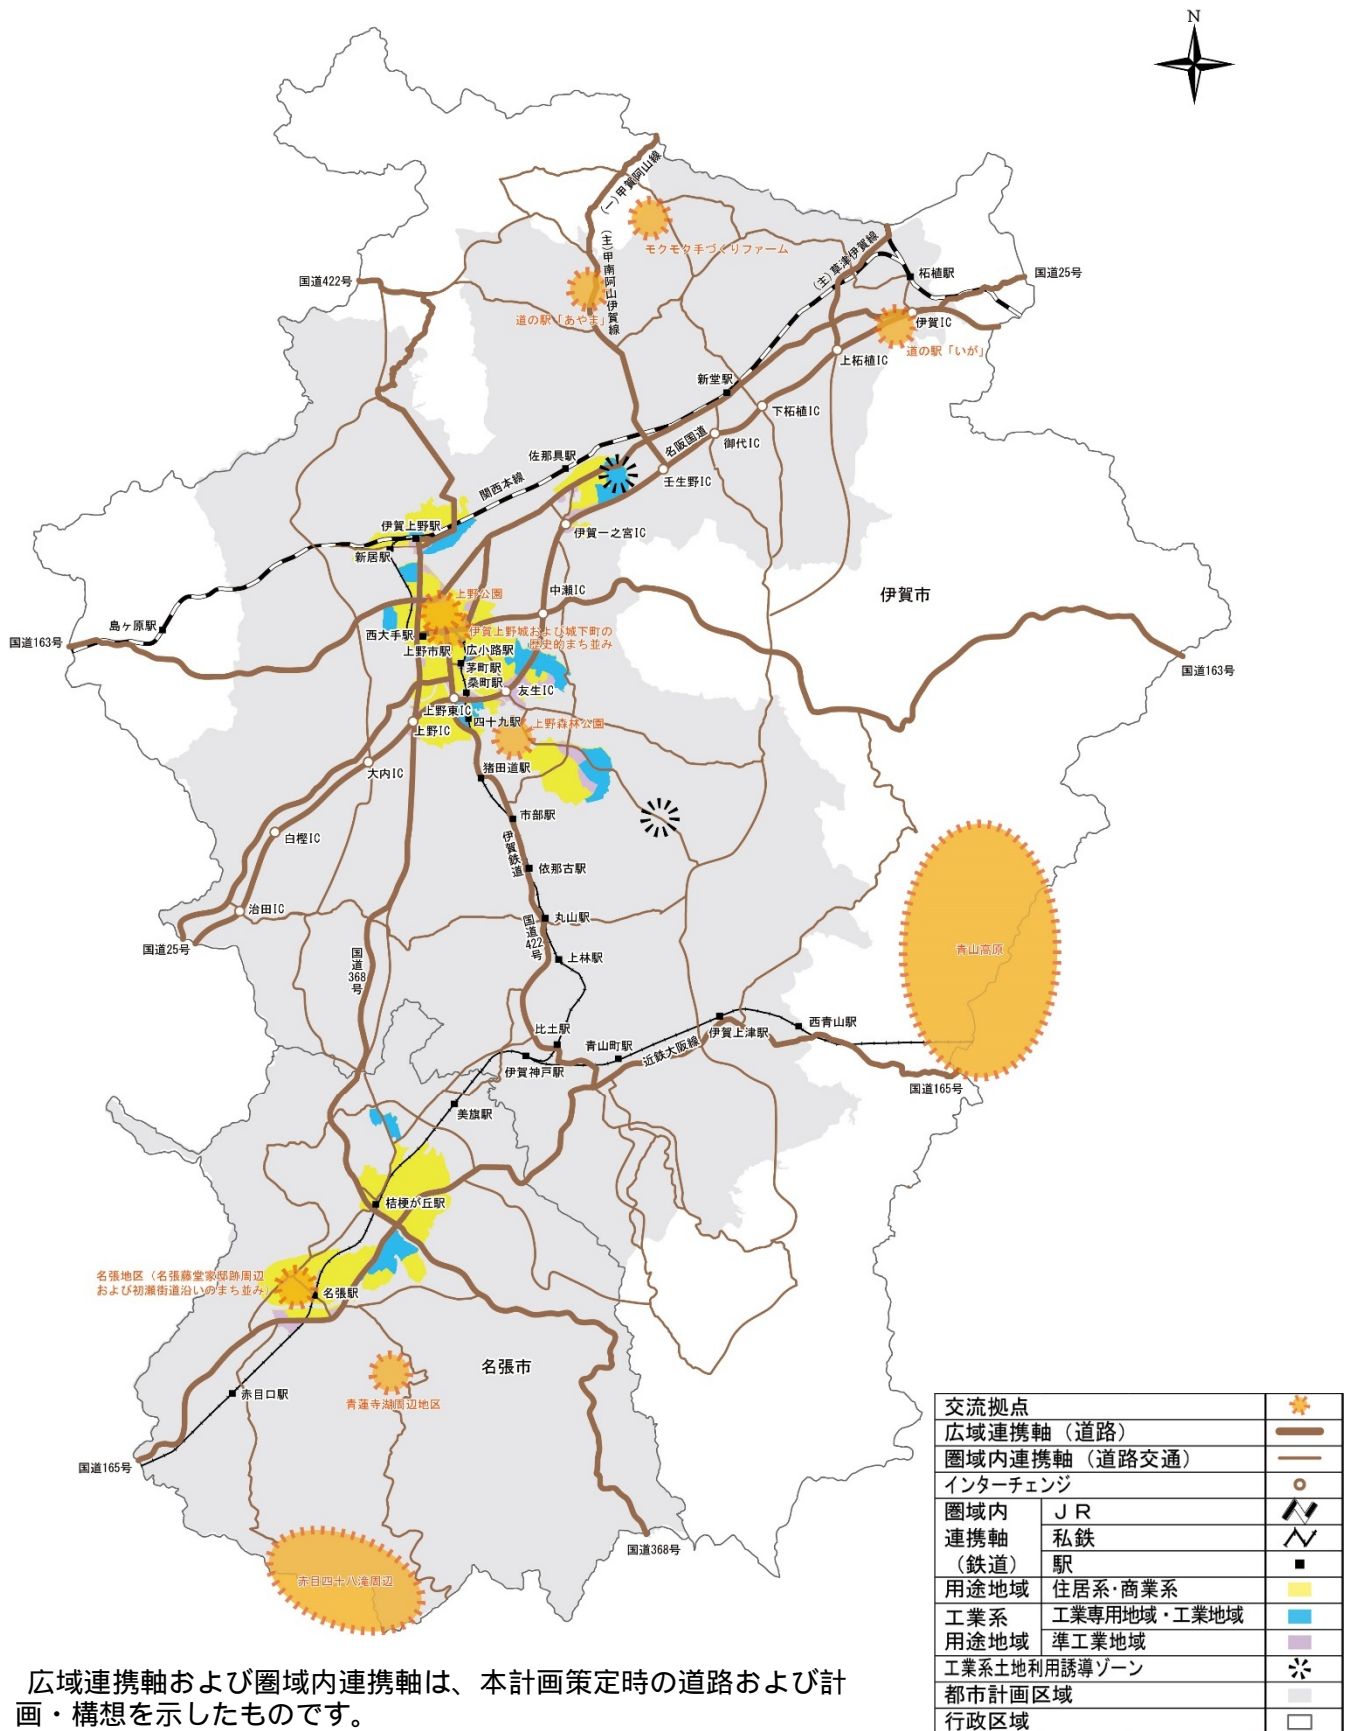 N
(一)甲賀阿山線
モクモク手づくりファーム
(主)甲南阿山伊賀線
(主)草津伊賀線
柘植駅
国道25号
国道422号
道の駅「あやま」
伊賀IC
道の駅「いが」
上柘植IC
新堂駅
下柘植IC
名阪国道
御代IC
佐那具駅
壬生野IC
関西本線
伊賀上野駅
伊賀一之宮IC
新居駅
中瀬IC
上野公園
伊賀市
島ヶ原駅
西大手駅
伊賀上野城および城下町の
歴史的まち並み
国道163号
上野市駅
広小路駅
茅町駅
国道163号
桑町駅
友生IC
上野東IC
四十九駅
上野森林公園
上野IC
大内IC
猪田道駅
市部駅
白樫IC
伊賀鉄道
依那古駅
治田IC
丸山駅
国道25号
国道422号
国道368号
上林駅
青山高原
比土駅
西青山駅
伊賀上津駅
青山町駅
近鉄大阪線
伊賀神戸駅
国道165号
美旗駅
桔梗が丘駅
名張地区(名張藤堂家邸跡周辺
および初瀬街道沿いのまち並み)
名張駅
名張市
赤目口駅
青蓮寺湖周辺地区
国道165号
国道368号
赤目四十八滝周辺
交流拠点
広域連携軸(道路)
圏域内連携軸(道路交通)
インターチェンジ
圏域内 JR
連携軸 私鉄
(鉄道) 駅
用途地域 住居系・商業系
工業系 工業専用地域・工業地域
用途地域 準工業地域
工業系土地利用誘導ゾーン
都市計画区域
行政区域
広域連携軸および圏域内連携軸は、本計画策定時の道路および計
画・構想を示したものです。